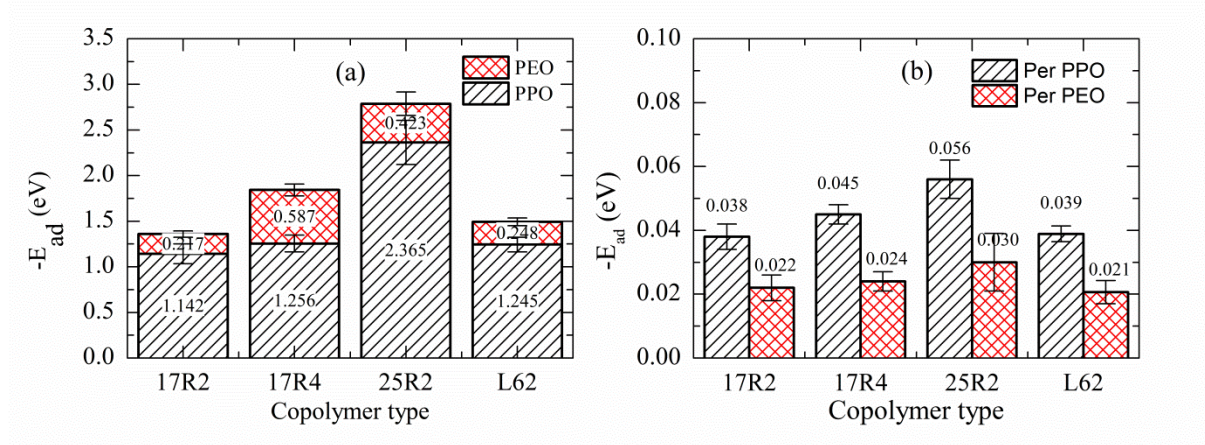 3.5
3.0
2.5
2.0
1.5
1.0
0.5
0.0
-E_ad (eV)
(a)
PEO
PPO
0.217
1.142
0.587
1.256
0.423
2.365
0.248
1.245
17R2 17R4 25R2 L62
Copolymer type
0.10
0.08
0.06
0.04
0.02
0.00
-E_ad (eV)
(b)
Per PPO
Per PEO
0.038
0.022
0.045
0.024
0.056
0.030
0.039
0.021
17R2 17R4 25R2 L62
Copolymer type